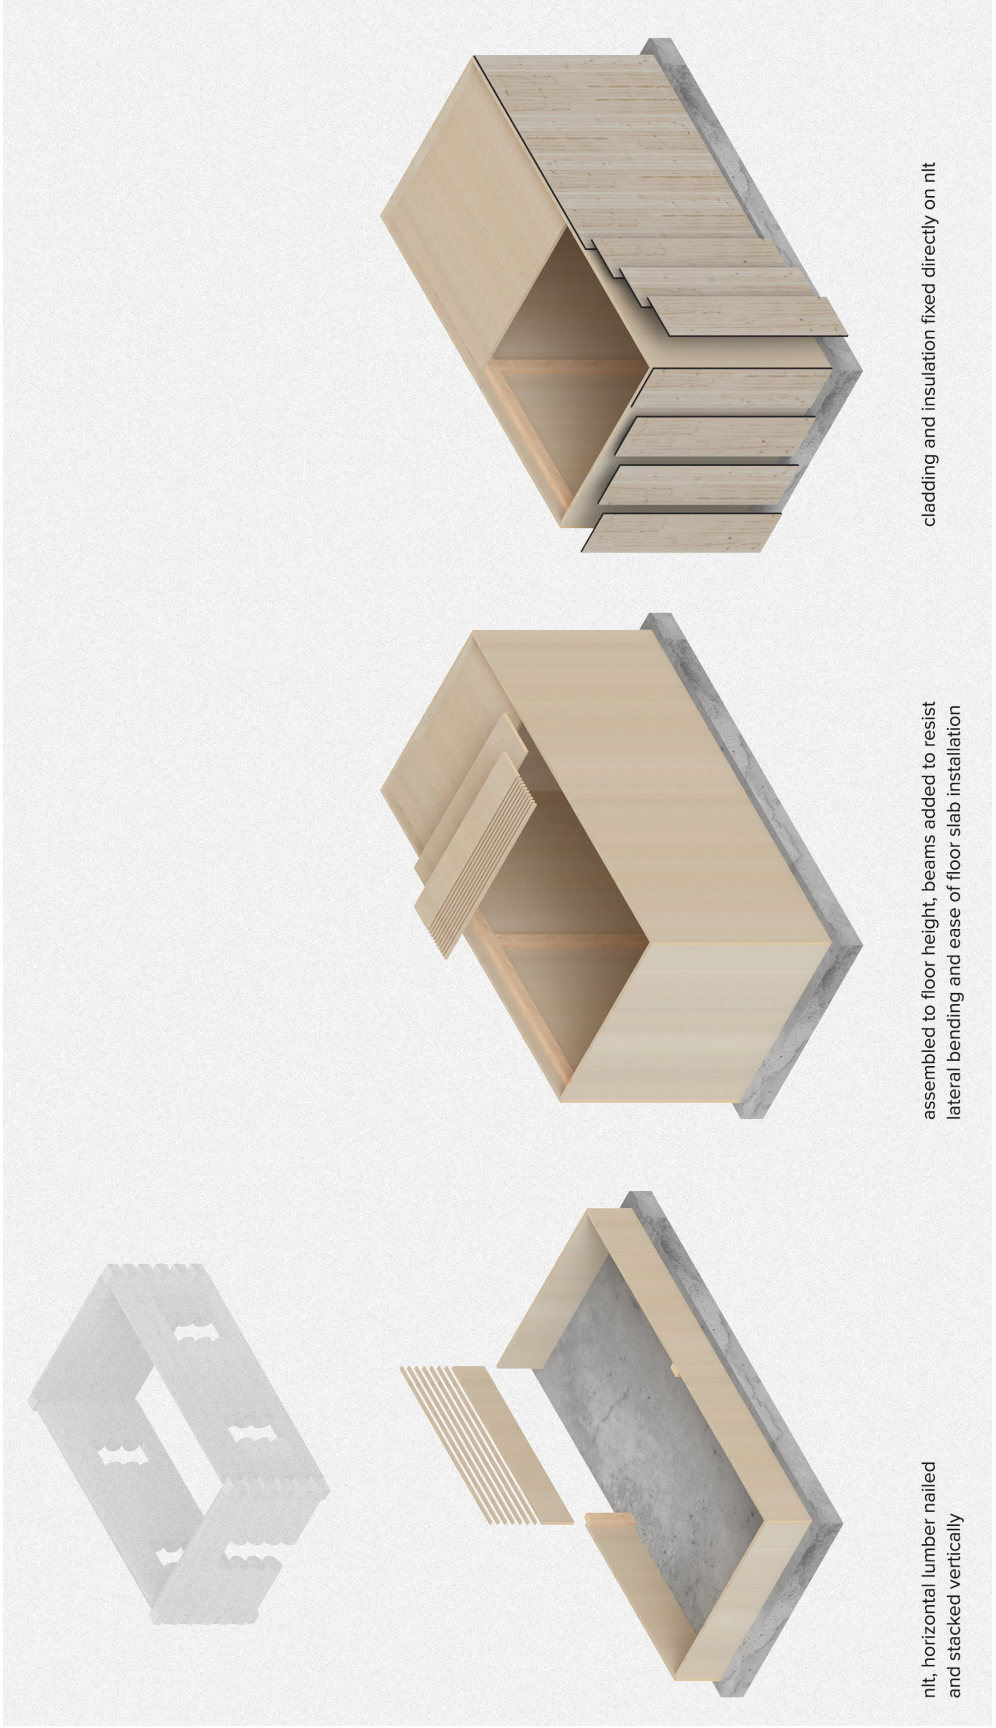 nlt, horizontal lumber nailed
and stacked vertically
assembled to floor height, beams added to resist
lateral bending and ease of floor slab installation
cladding and insulation fixed directly on nlt